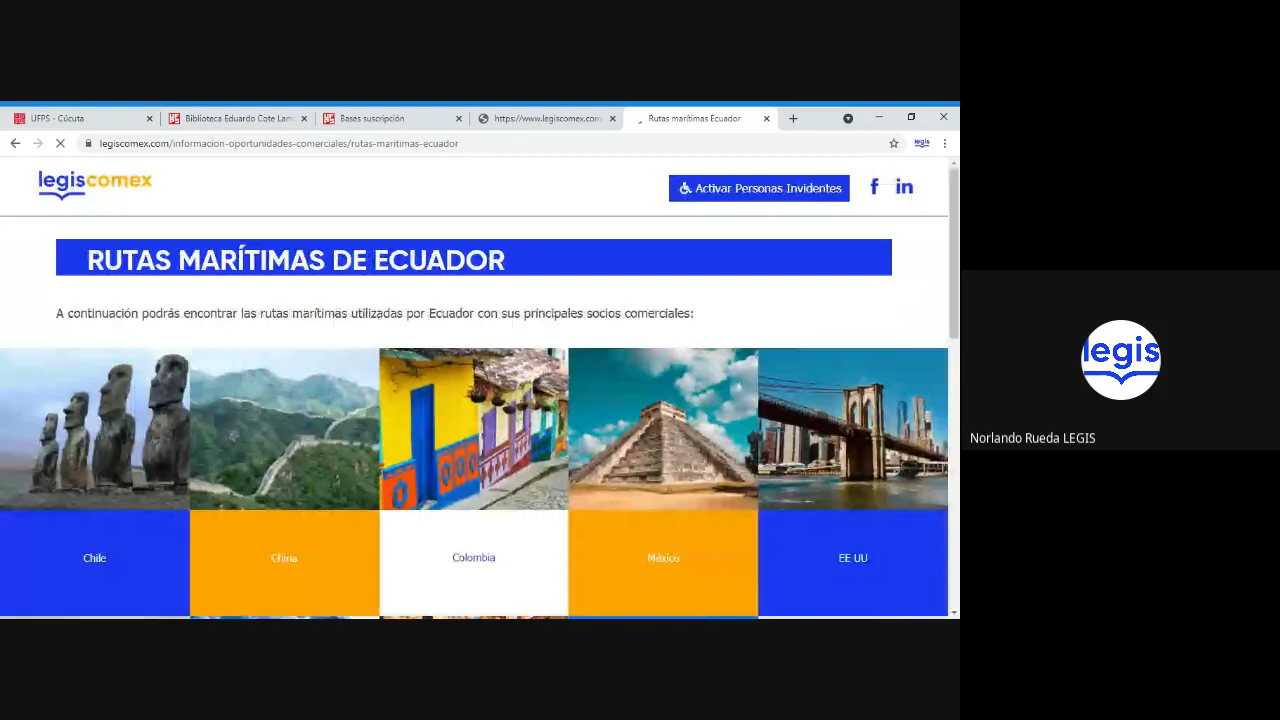 UFPS - Cúcuta
Biblioteca Eduardo Cote Lam
Bases suscripción
https://www.legiscomex.com
Rutas marítimas Ecuador
legiscomex.com/informacion-oportunidades-comerciales/rutas-maritimas-ecuador
legis
legiscomex
Activar Personas Invidentes
f in
RUTAS MARÍTIMAS DE ECUADOR
A continuación podrás encontrar las rutas marítimas utilizadas por Ecuador con sus principales socios comerciales:
Chile
China
Colombia
México
EE UU
legis
Norlando Rueda LEGIS